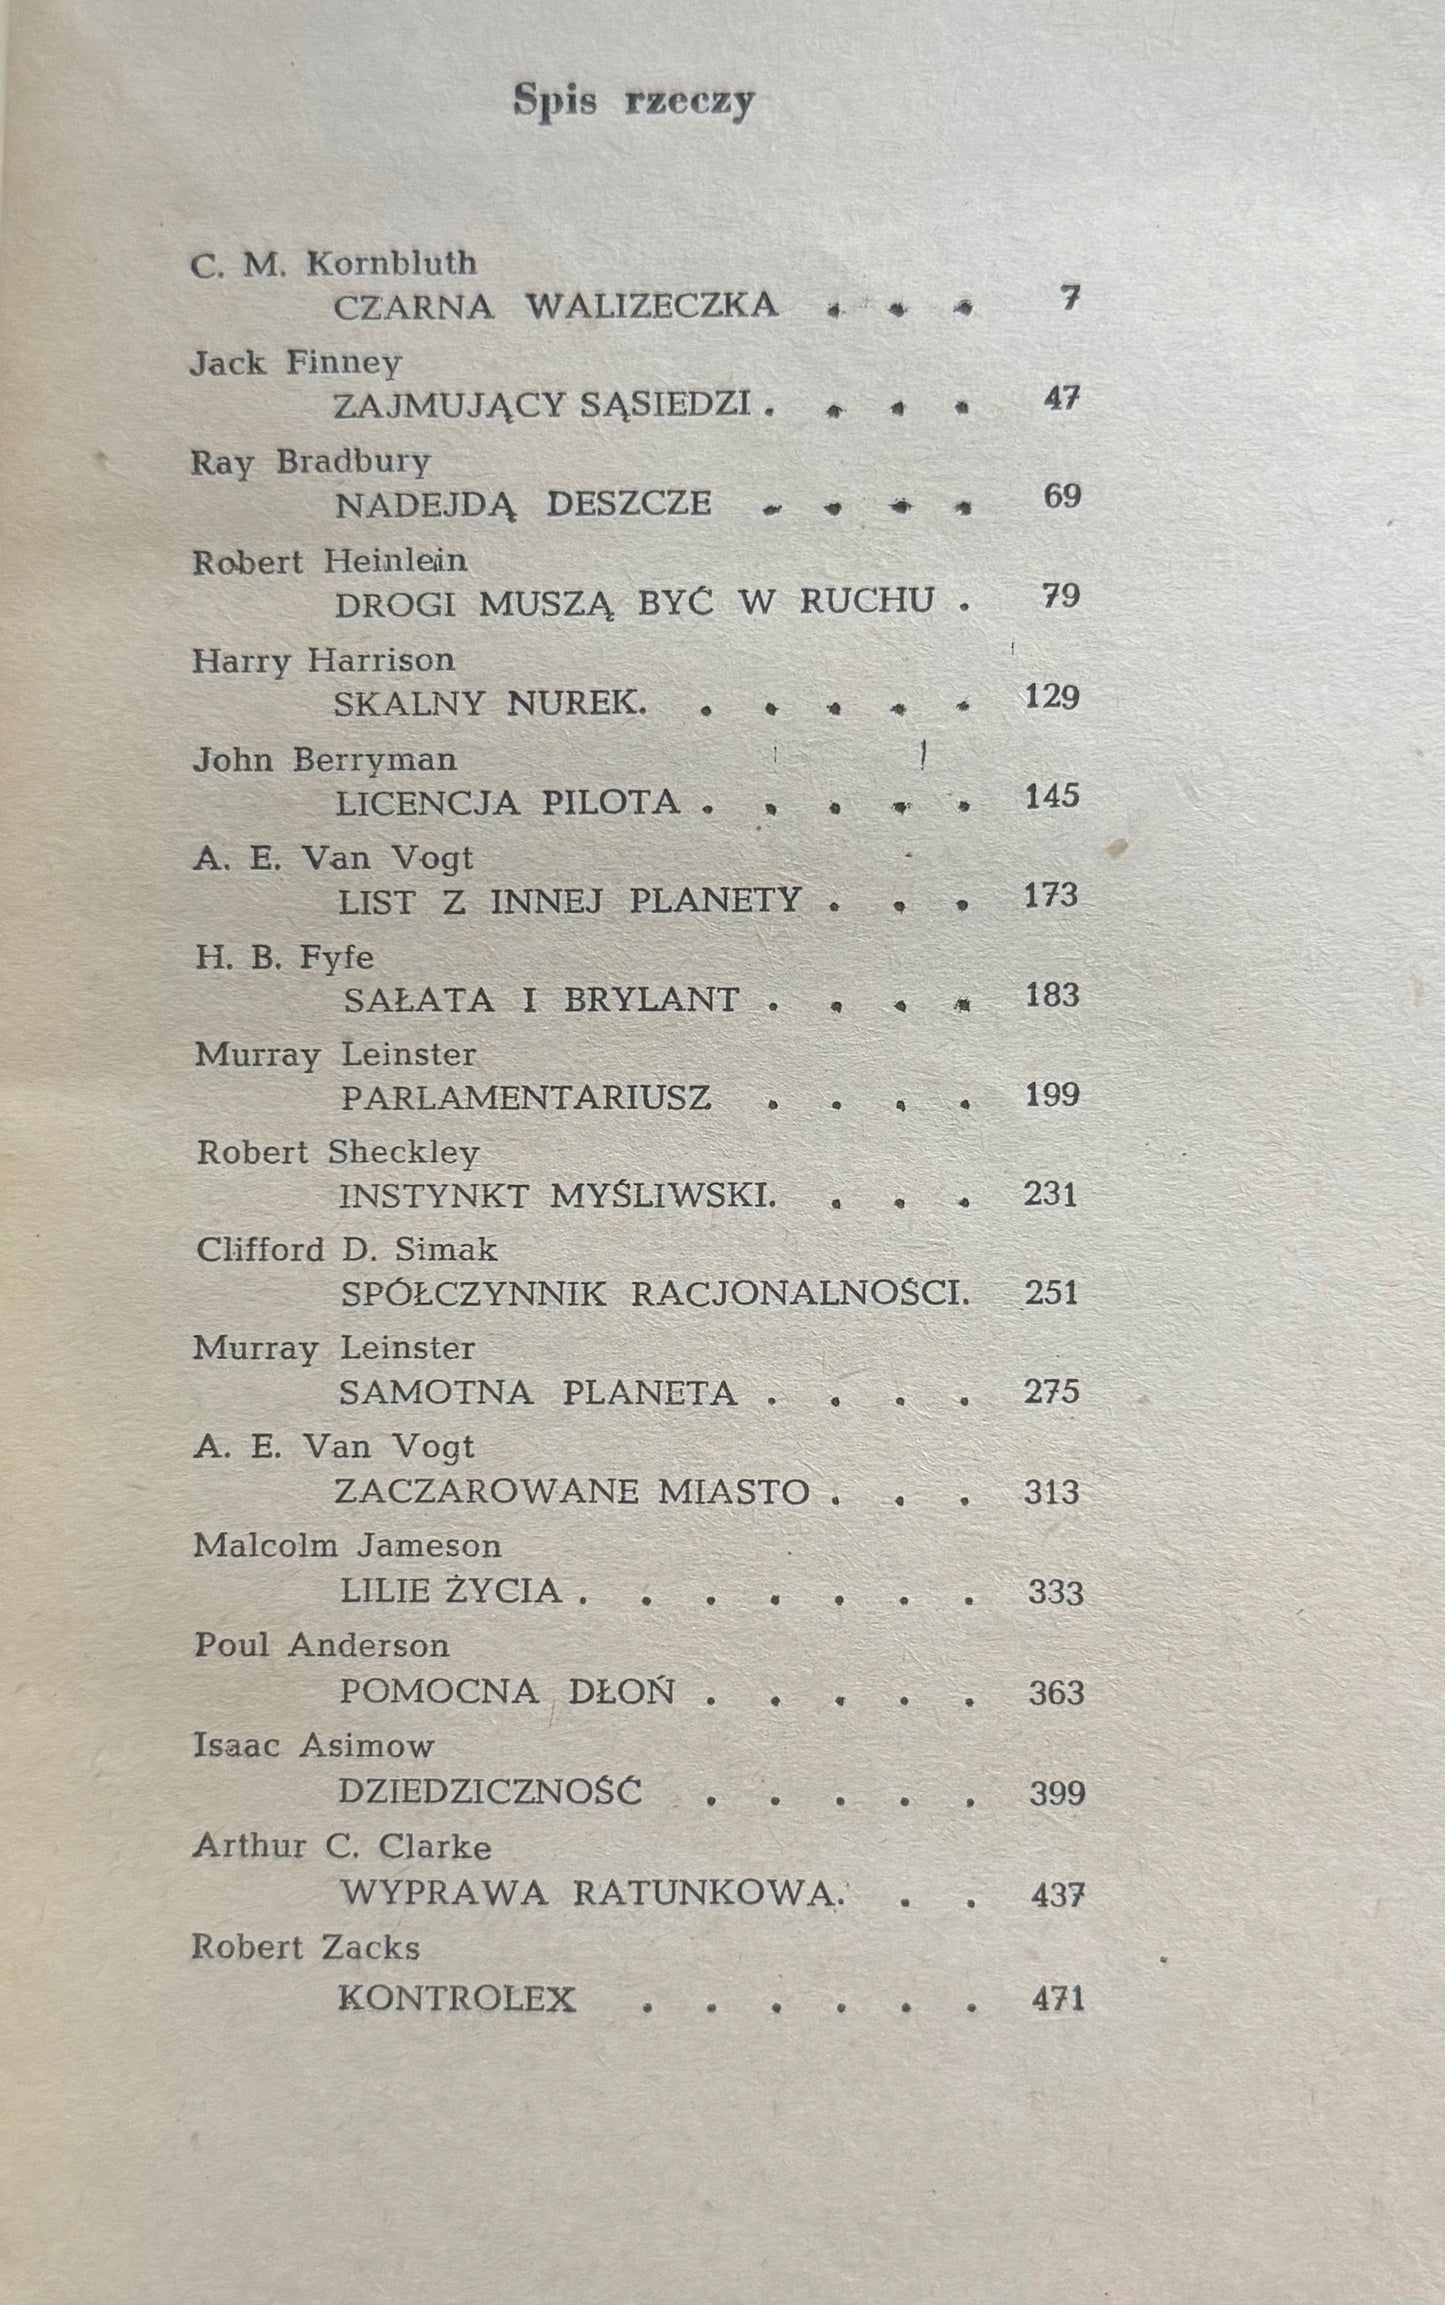 Spis rzeczy
C. M. Kornbluth
CZARNA WALIZECZKA . . . 7
Jack Finney
ZAJMUJĄCY SĄSIEDZI . . . . 47
Ray Bradbury
NADEJDĄ DESZCZE . . . . 69
Robert Heinlein
DROGI MUSZĄ BYĆ W RUCHU . 79
Harry Harrison
SKALNY NUREK. . . . . . 129
John Berryman
LICENCJA PILOTA . . . . . 145
A. E. Van Vogt
LIST Z INNEJ PLANETY . . . 173
H. B. Fyfe
SAŁATA I BRYLANT . . . . 183
Murray Leinster
PARLAMENTARIUSZ . . . . 199
Robert Sheckley
INSTYNKT MYŚLIWSKI. . . . 231
Clifford D. Simak
SPÓŁCZYNNIK RACJONALNOŚCI. 251
Murray Leinster
SAMOTNA PLANETA . . . . 275
A. E. Van Vogt
ZACZAROWANE MIASTO . . . 313
Malcolm Jameson
LILIE ŻYCIA . . . . . . . 333
Poul Anderson
POMOCNA DŁOŃ . . . . . 363
Isaac Asimow
DZIEDZICZNOŚĆ . . . . . 399
Arthur C. Clarke
WYPRAWA RATUNKOWA. . . 437
Robert Zacks
KONTROLEX . . . . . . 471